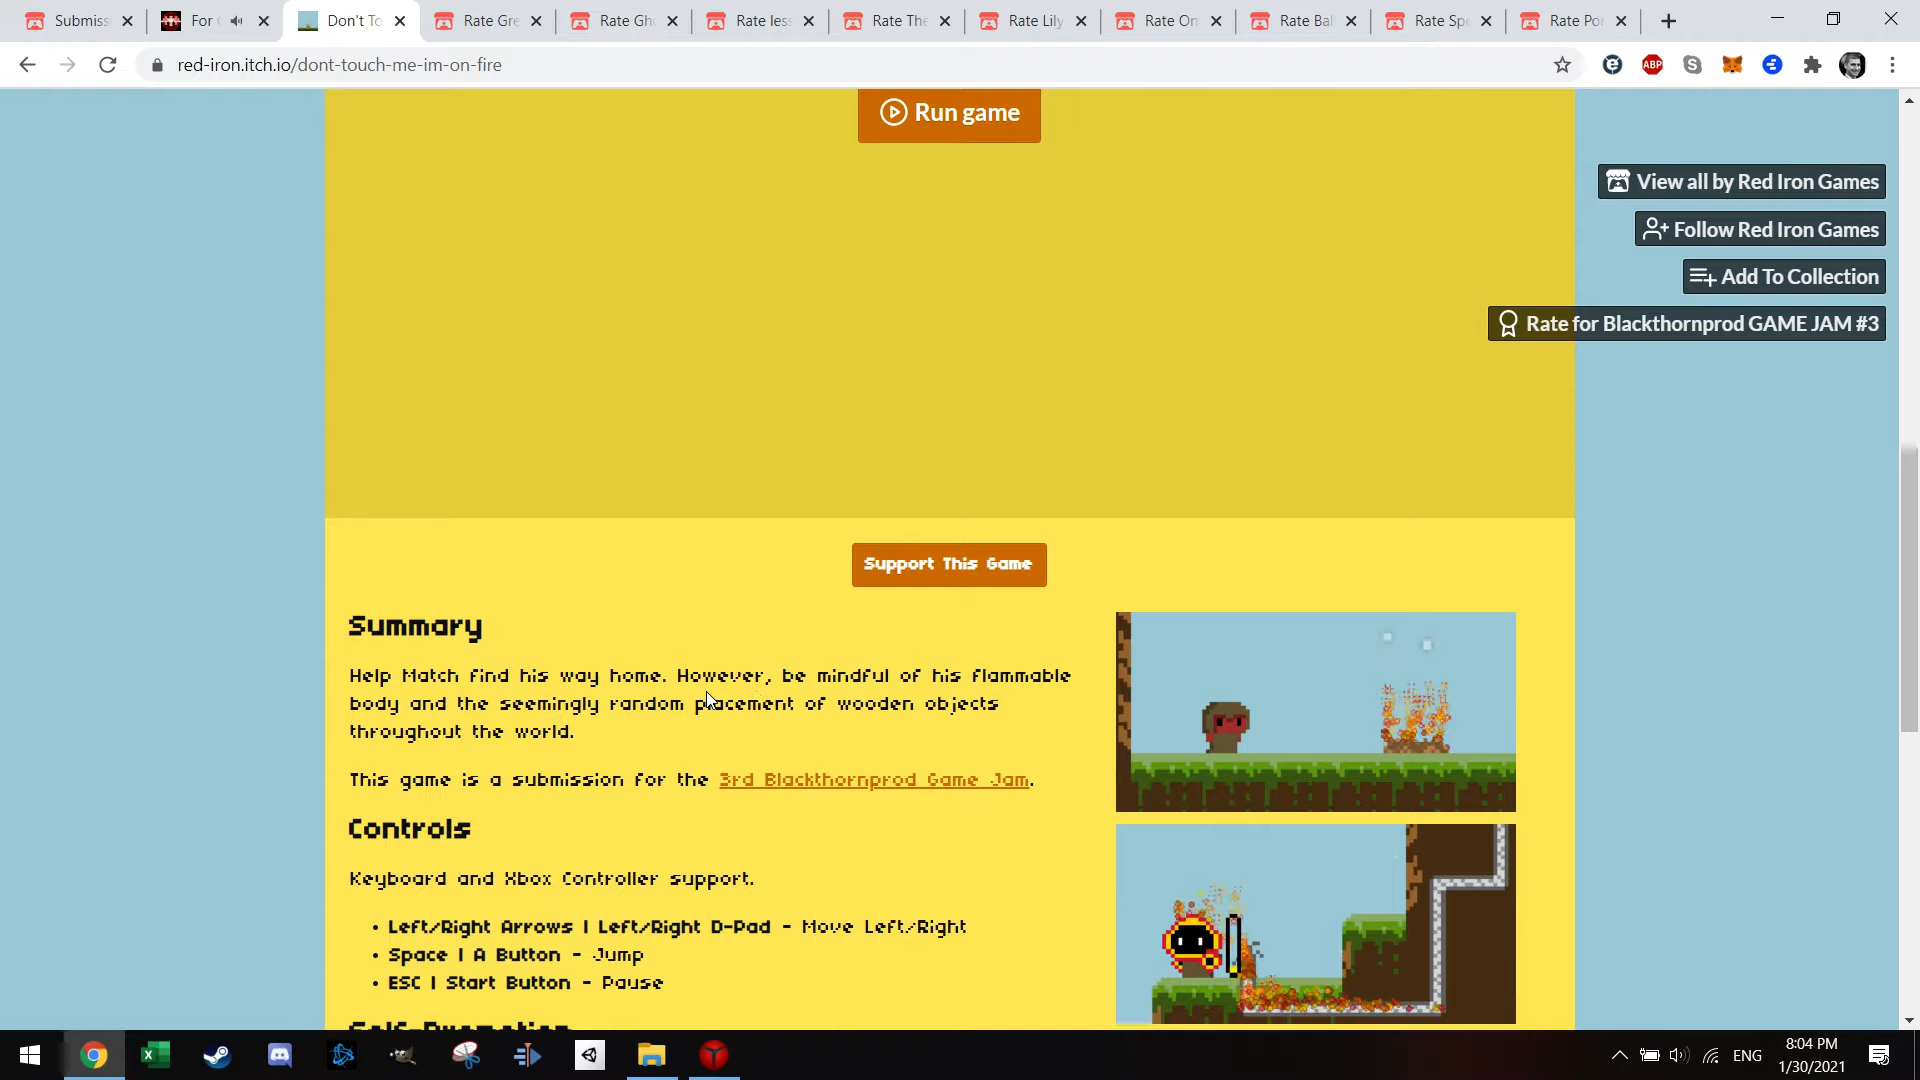 Submiss
For
Don't To
Rate Gre
Rate Gh
Rate less
Rate The
Rate Lily
Rate On
Rate Bal
Rate Spe
Rate Por
red-iron.itch.io/dont-touch-me-im-on-fire
ABP
Run game
View all by Red Iron Games
Follow Red Iron Games
Add To Collection
Rate for Blackthornprod GAME JAM #3
Support This Game
Summary
Help Match find his way home. However, be mindful of his flammable
body and the seemingly random placement of wooden objects
throughout the world.
This game is a submission for the 3rd Blackthornprod Game Jam.
Controls
Keyboard and Xbox Controller support.
• Left/Right Arrows | Left/Right D-Pad - Move Left/Right
• Space | A Button - Jump
• ESC | Start Button - Pause
Self-Promotion
ENG
8:04 PM
1/30/2021